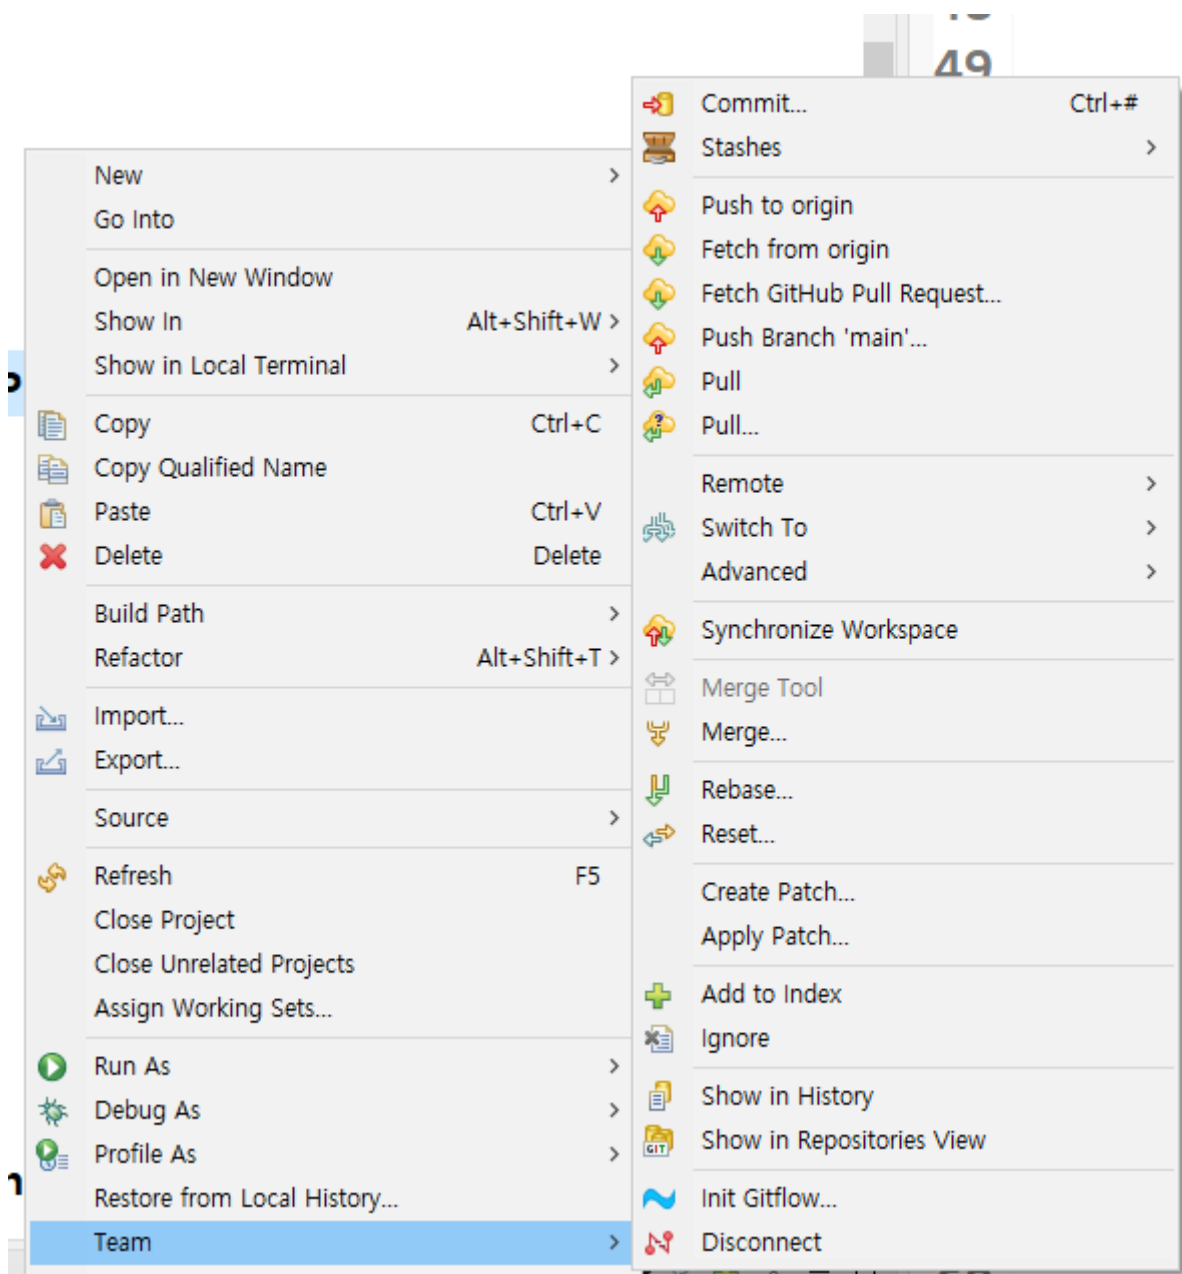 49
New
Go Into
Open in New Window
Show In Alt+Shift+W
Show in Local Terminal
Copy Ctrl+C
Copy Qualified Name
Paste Ctrl+V
Delete Delete
Build Path
Refactor Alt+Shift+T
Import...
Export...
Source
Refresh F5
Close Project
Close Unrelated Projects
Assign Working Sets...
Run As
Debug As
Profile As
Restore from Local History...
Team
Commit... Ctrl+#
Stashes
Push to origin
Fetch from origin
Fetch GitHub Pull Request...
Push Branch 'main'...
Pull
Pull...
Remote
Switch To
Advanced
Synchronize Workspace
Merge Tool
Merge...
Rebase...
Reset...
Create Patch...
Apply Patch...
Add to Index
Ignore
Show in History
GIT Show in Repositories View
Init Gitflow...
Disconnect